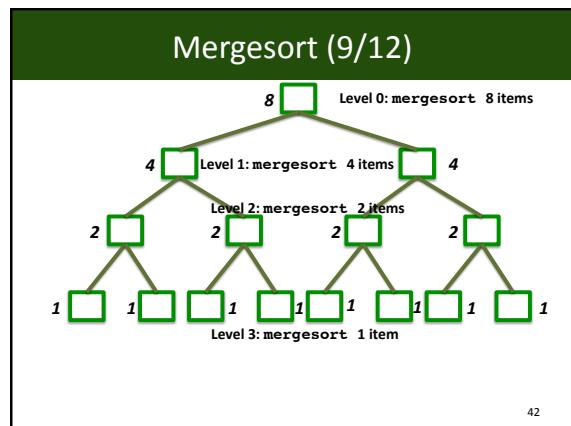 Mergesort (9/12)
8 Level 0: mergesort 8 items
4 Level 1: mergesort 4 items 4
Level 2: mergesort 2 items
2 2 2 2
1 1 1 1 1 1 1 1
Level 3: mergesort 1 item
42